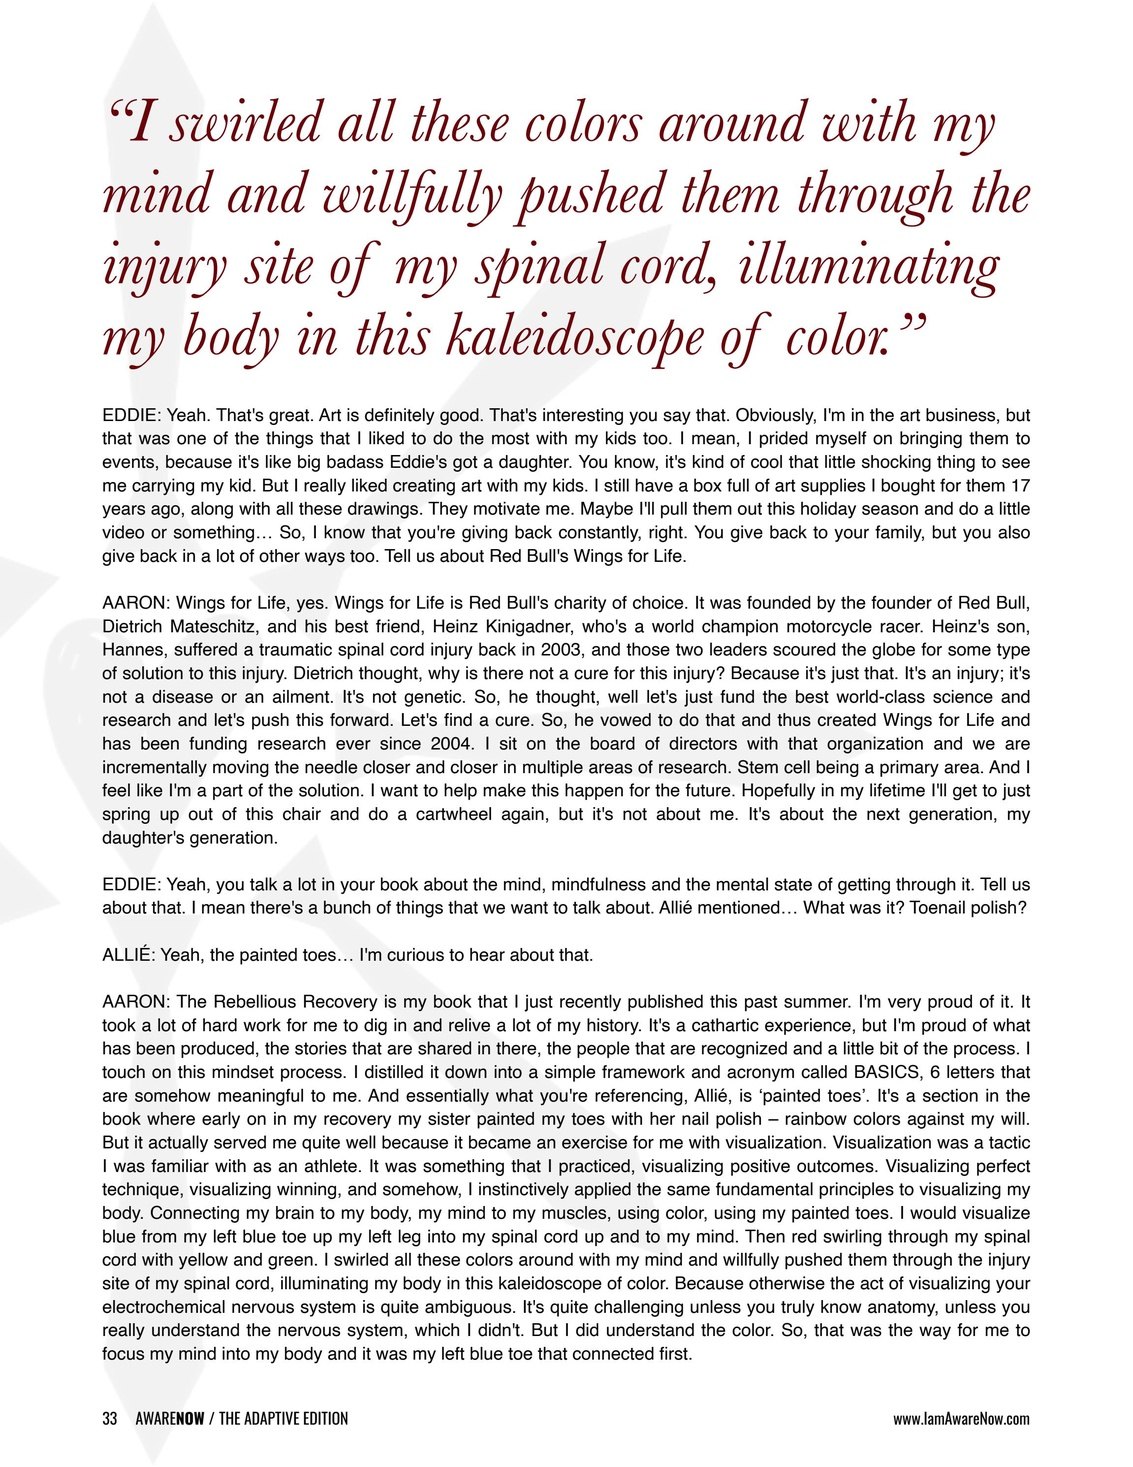 “I swirled all these colors around with my
mind and willfully pushed them through the
injury site of my spinal cord, illuminating
my body in this kaleidoscope of color.”
EDDIE: Yeah. That's great. Art is definitely good. That's interesting you say that. Obviously, I'm in the art business, but
that was one of the things that I liked to do the most with my kids too. I mean, I prided myself on bringing them to
events, because it's like big badass Eddie's got a daughter. You know, it's kind of cool that little shocking thing to see
me carrying my kid. But I really liked creating art with my kids. I still have a box full of art supplies I bought for them 17
years ago, along with all these drawings. They motivate me. Maybe I'll pull them out this holiday season and do a little
video or something… So, I know that you're giving back constantly, right. You give back to your family, but you also
give back in a lot of other ways too. Tell us about Red Bull's Wings for Life.
AARON: Wings for Life, yes. Wings for Life is Red Bull's charity of choice. It was founded by the founder of Red Bull,
Dietrich Mateschitz, and his best friend, Heinz Kinigadner, who's a world champion motorcycle racer. Heinz's son,
Hannes, suffered a traumatic spinal cord injury back in 2003, and those two leaders scoured the globe for some type
of solution to this injury. Dietrich thought, why is there not a cure for this injury? Because it's just that. It's an injury; it's
not a disease or an ailment. It's not genetic. So, he thought, well let's just fund the best world-class science and
research and let's push this forward. Let's find a cure. So, he vowed to do that and thus created Wings for Life and
has been funding research ever since 2004. I sit on the board of directors with that organization and we are
incrementally moving the needle closer and closer in multiple areas of research. Stem cell being a primary area. And I
feel like I'm a part of the solution. I want to help make this happen for the future. Hopefully in my lifetime I'll get to just
spring up out of this chair and do a cartwheel again, but it's not about me. It's about the next generation, my
daughter's generation.
EDDIE: Yeah, you talk a lot in your book about the mind, mindfulness and the mental state of getting through it. Tell us
about that. I mean there's a bunch of things that we want to talk about. Allié mentioned… What was it? Toenail polish?
ALLIÉ: Yeah, the painted toes… I'm curious to hear about that.
AARON: The Rebellious Recovery is my book that I just recently published this past summer. I'm very proud of it. It
took a lot of hard work for me to dig in and relive a lot of my history. It's a cathartic experience, but I'm proud of what
has been produced, the stories that are shared in there, the people that are recognized and a little bit of the process. I
touch on this mindset process. I distilled it down into a simple framework and acronym called BASICS, 6 letters that
are somehow meaningful to me. And essentially what you're referencing, Allié, is ‘painted toes’. It's a section in the
book where early on in my recovery my sister painted my toes with her nail polish – rainbow colors against my will.
But it actually served me quite well because it became an exercise for me with visualization. Visualization was a tactic
I was familiar with as an athlete. It was something that I practiced, visualizing positive outcomes. Visualizing perfect
technique, visualizing winning, and somehow, I instinctively applied the same fundamental principles to visualizing my
body. Connecting my brain to my body, my mind to my muscles, using color, using my painted toes. I would visualize
blue from my left blue toe up my left leg into my spinal cord up and to my mind. Then red swirling through my spinal
cord with yellow and green. I swirled all these colors around with my mind and willfully pushed them through the injury
site of my spinal cord, illuminating my body in this kaleidoscope of color. Because otherwise the act of visualizing your
electrochemical nervous system is quite ambiguous. It's quite challenging unless you truly know anatomy, unless you
really understand the nervous system, which I didn't. But I did understand the color. So, that was the way for me to
focus my mind into my body and it was my left blue toe that connected first.
33 AWARENOW / THE ADAPTIVE EDITION
www.IamAwareNow.com